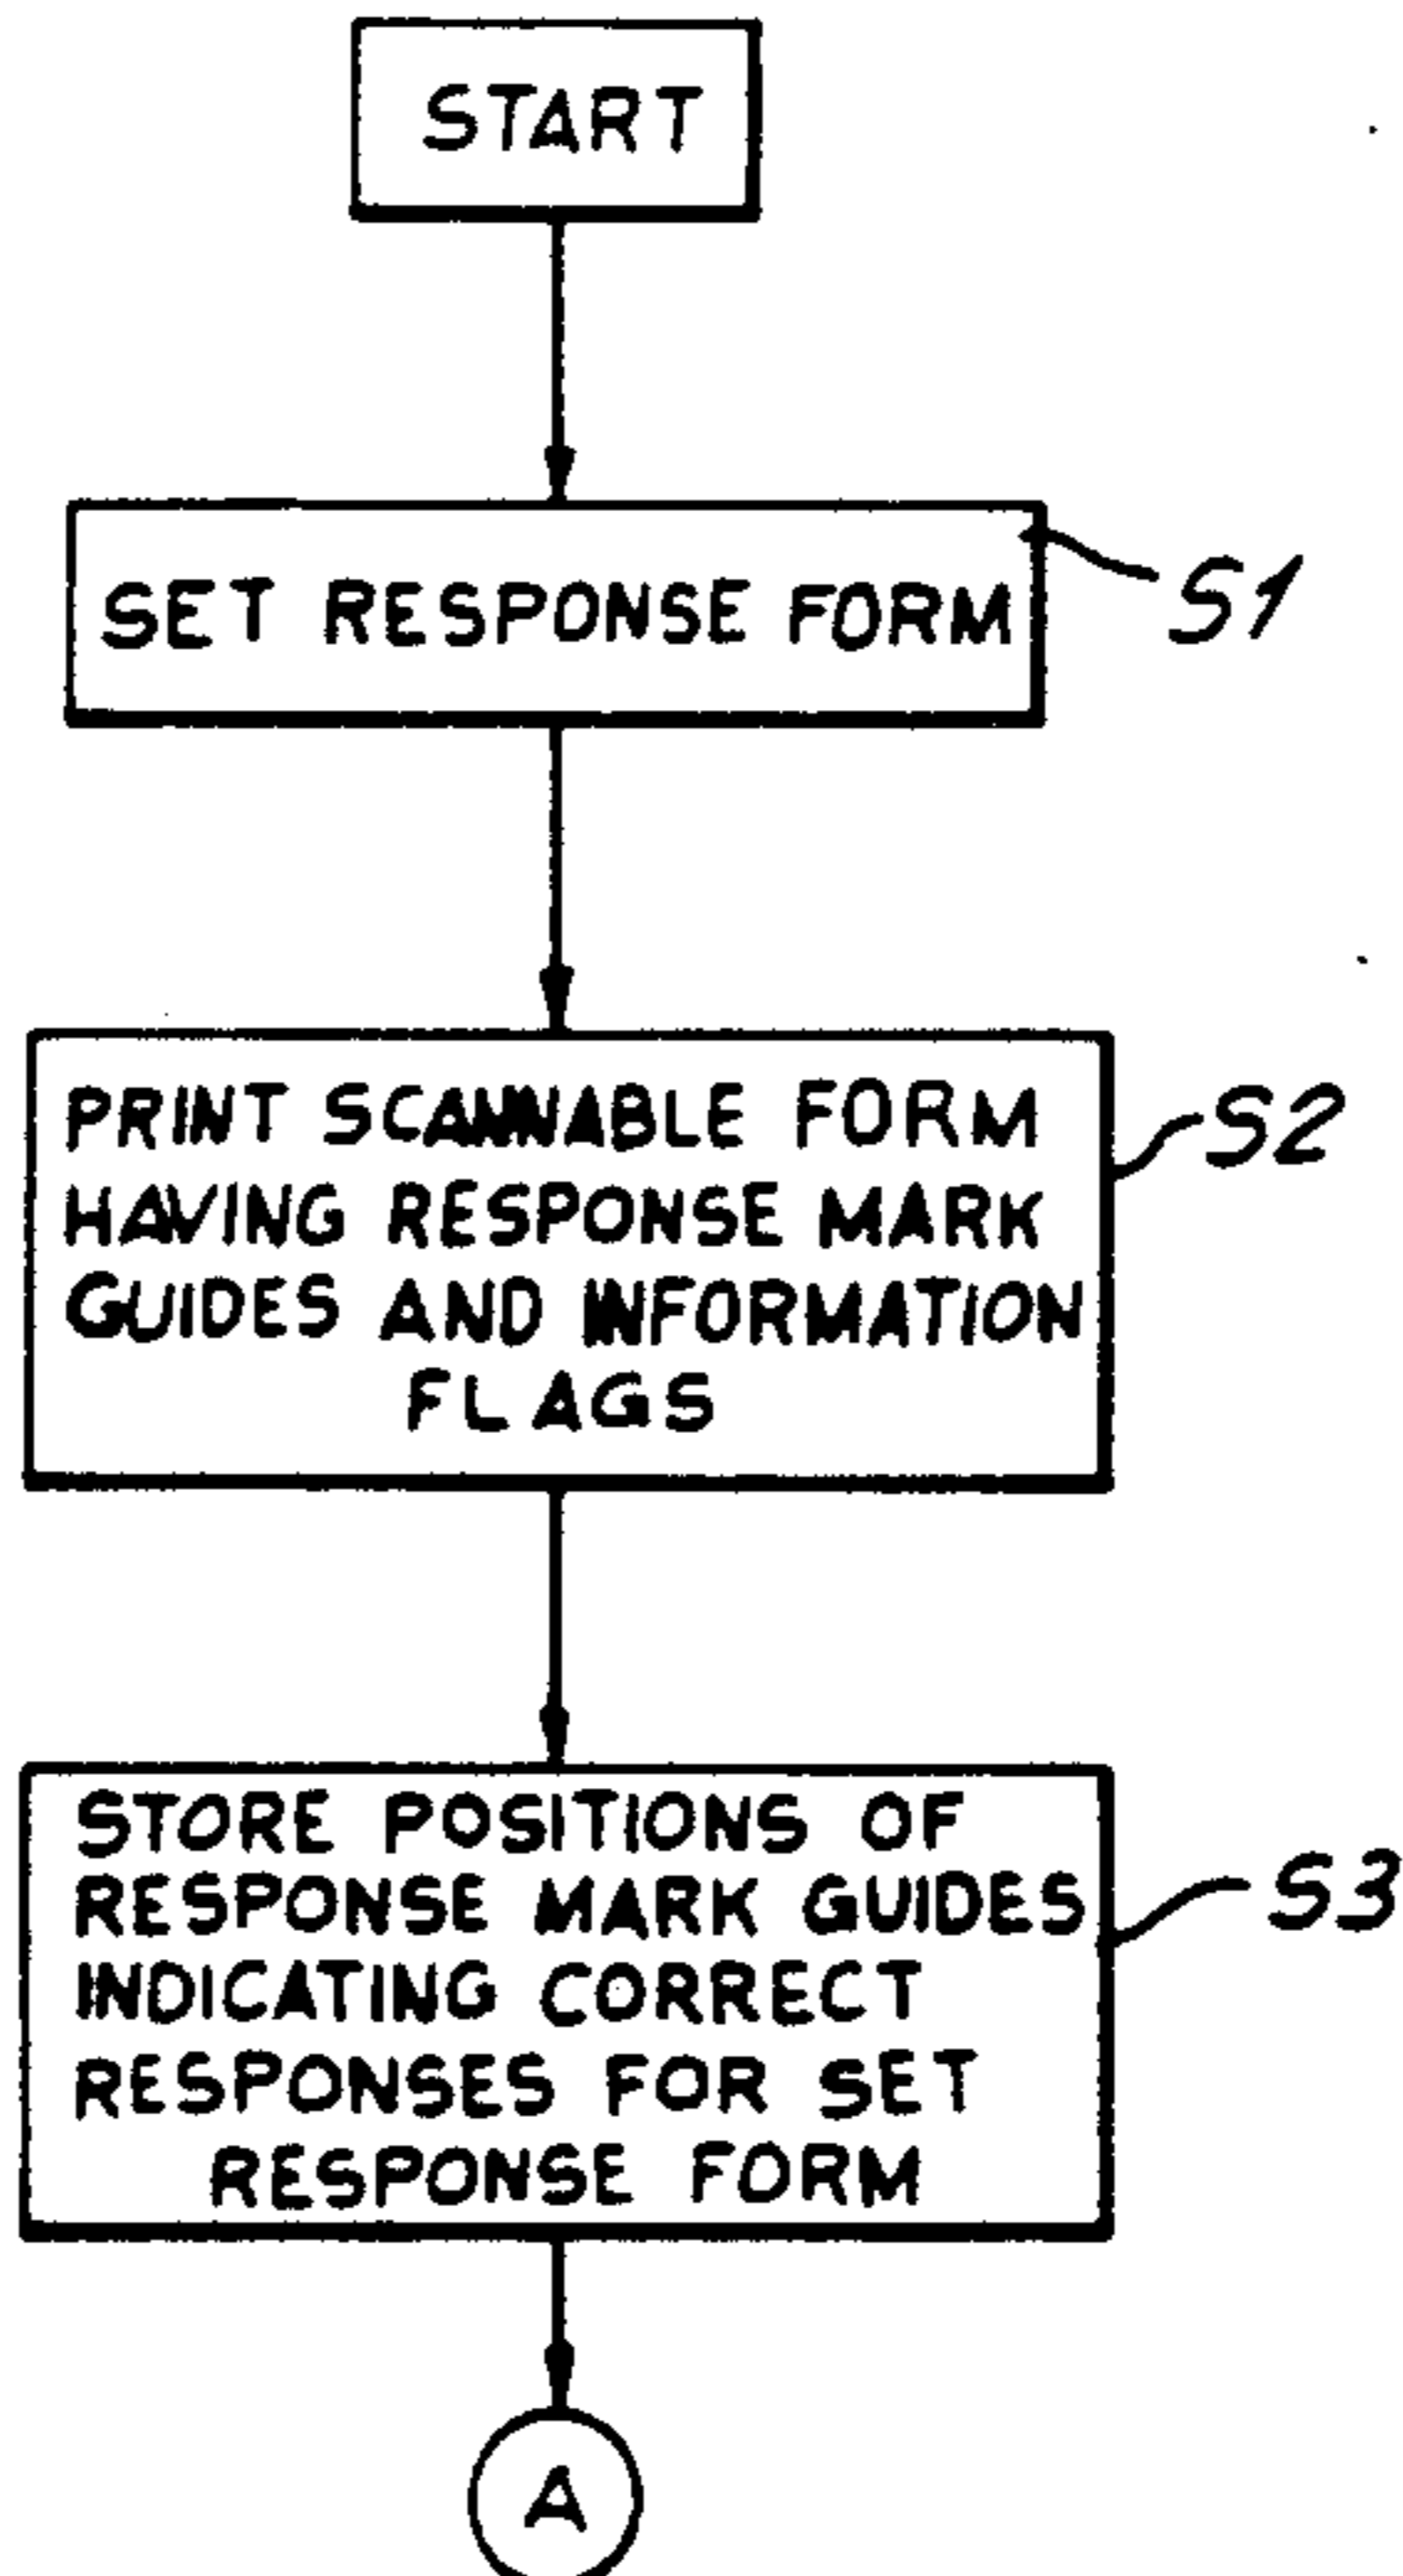 START
SET RESPONSE FORM
S1
PRINT SCANNABLE FORM
HAVING RESPONSE MARK
GUIDES AND INFORMATION
FLAGS
S2
STORE POSITIONS OF
RESPONSE MARK GUIDES
INDICATING CORRECT
RESPONSES FOR SET
RESPONSE FORM
S3
A